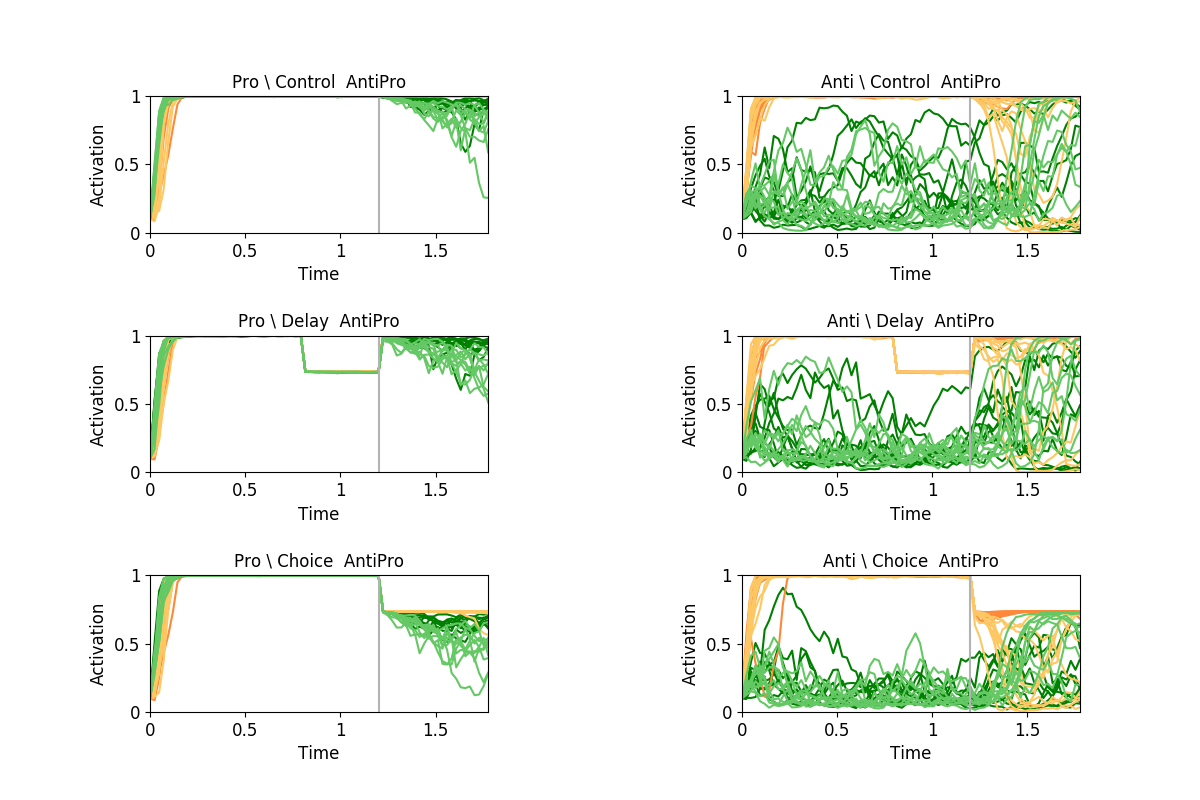 Pro \ Control  AntiPro
1
0.5
0
Activation
0 0.5 1 1.5
Time
Anti \ Control  AntiPro
1
0.5
0
Activation
0 0.5 1 1.5
Time
Pro \ Delay  AntiPro
1
0.5
0
Activation
0 0.5 1 1.5
Time
Anti \ Delay  AntiPro
1
0.5
0
Activation
0 0.5 1 1.5
Time
Pro \ Choice  AntiPro
1
0.5
0
Activation
0 0.5 1 1.5
Time
Anti \ Choice  AntiPro
1
0.5
0
Activation
0 0.5 1 1.5
Time